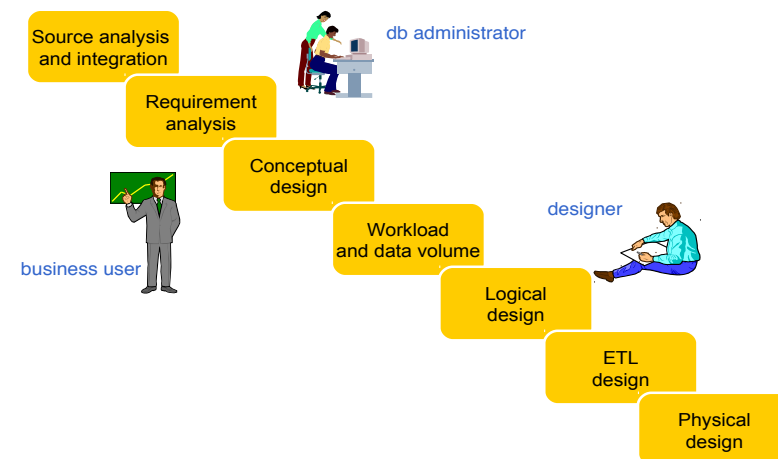 Source analysis
and integration
db administrator
Requirement
analysis
Conceptual
design
Workload
and data volume
designer
business user
Logical
design
ETL
design
Physical
design